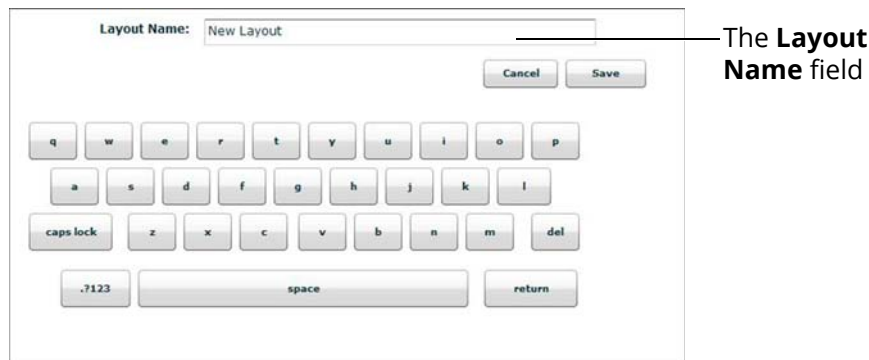 Layout Name: New Layout
The Layout
Name field
Cancel Save
q w e r t y u i o p
a s d f g h j k l
caps lock z x c v b n m del
.?123 space return